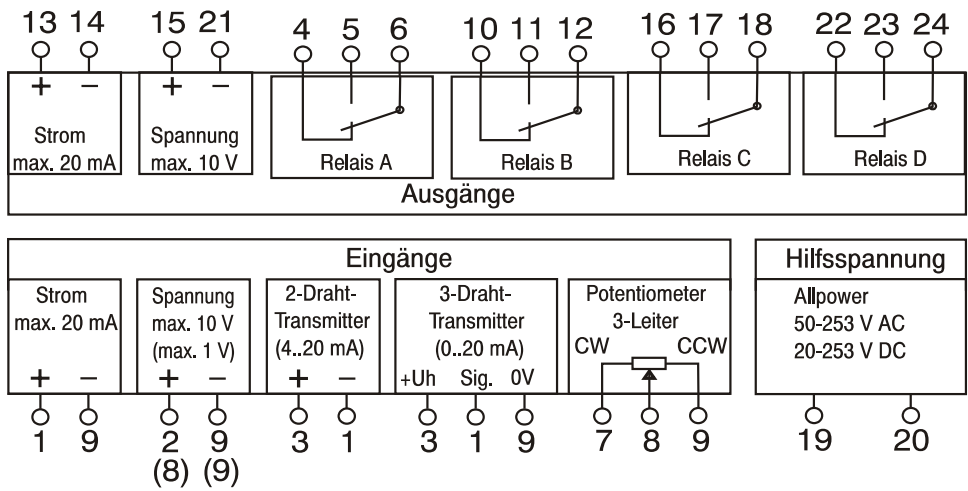 13 14 15 21 4 5 6 10 11 12 16 17 18 22 23 24
+ − + −
Strom
max. 20 mA
Spannung
max. 10 V
Relais A
Relais B
Relais C
Relais D
Ausgänge
Eingänge
Strom
max. 20 mA
+ −
Spannung
max. 10 V
(max. 1 V)
+ −
2-Draht-
Transmitter
(4..20 mA)
+ −
3-Draht-
Transmitter
(0..20 mA)
+Uh Sig. 0V
Potentiometer
3-Leiter
CW CCW
Hilfsspannung
Allpower
50-253 V AC
20-253 V DC
1 9 2 9 3 1 3 1 9 7 8 9 19 20
(8) (9)